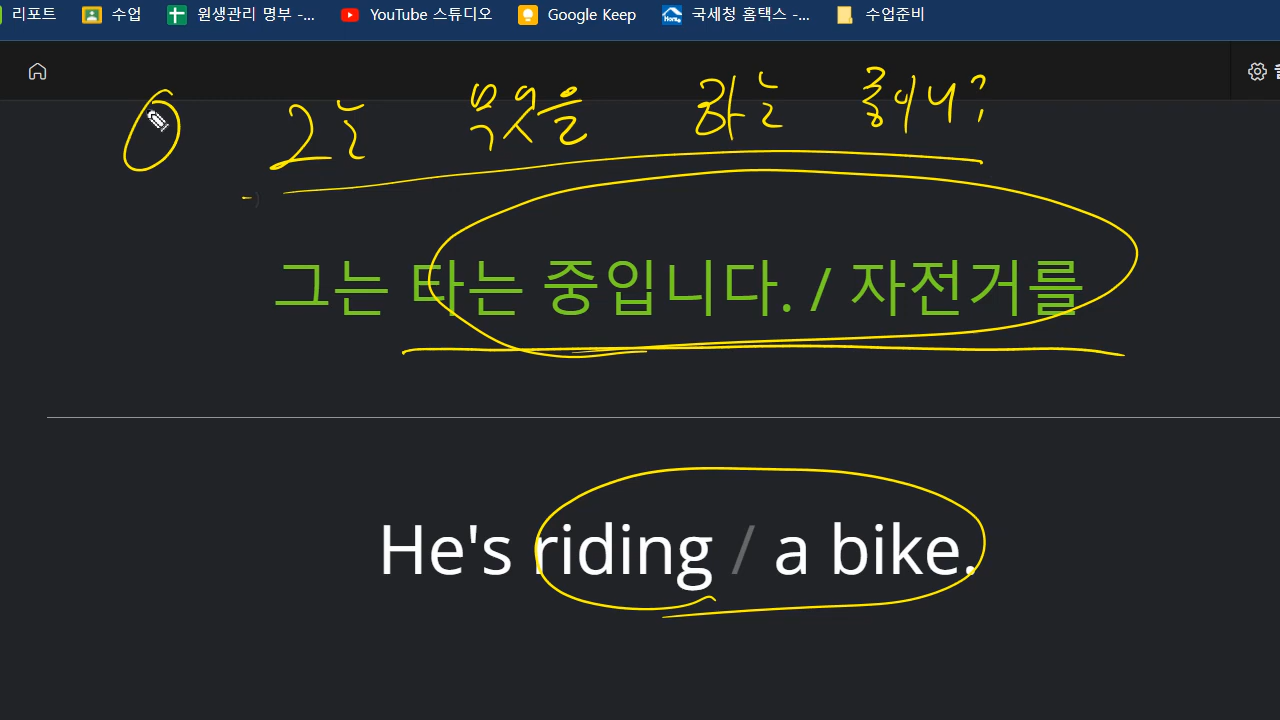 리포트 수업 원생관리 명부 -... YouTube 스튜디오 Google Keep 국세청 홈택스 -... 수업준비
그는 무엇을 하는 중이니?
그는 타는 중입니다. / 자전거를
He's riding / a bike.